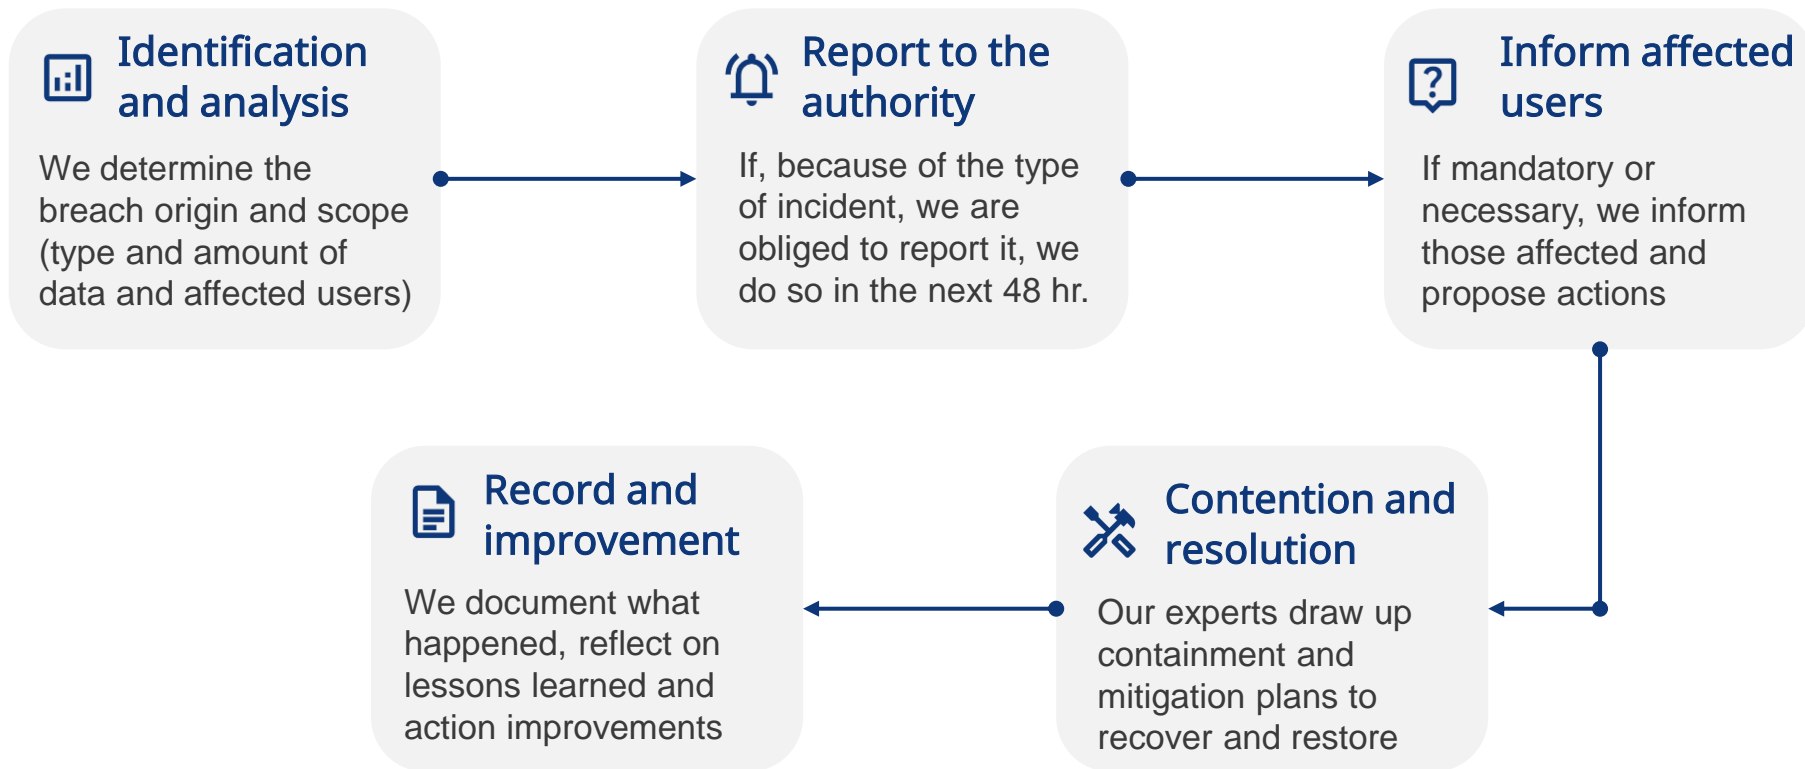 Identification
and analysis
We determine the
breach origin and scope
(type and amount of
data and affected users)
Report to the
authority
If, because of the type
of incident, we are
obliged to report it, we
do so in the next 48 hr.
Inform affected
users
If mandatory or
necessary, we inform
those affected and
propose actions
Contention and
resolution
Our experts draw up
containment and
mitigation plans to
recover and restore
Record and
improvement
We document what
happened, reflect on
lessons learned and
action improvements